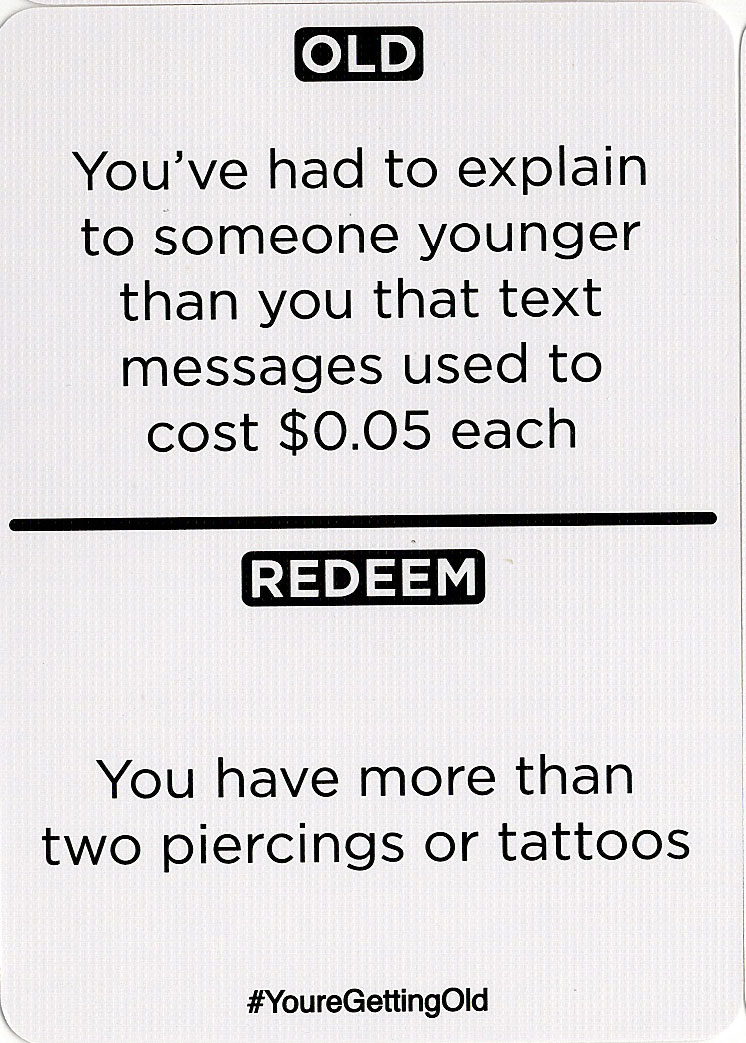 OLD
You've had to explain
to someone younger
than you that text
messages used to
cost $0.05 each
REDEEM
You have more than
two piercings or tattoos
#YoureGettingOld